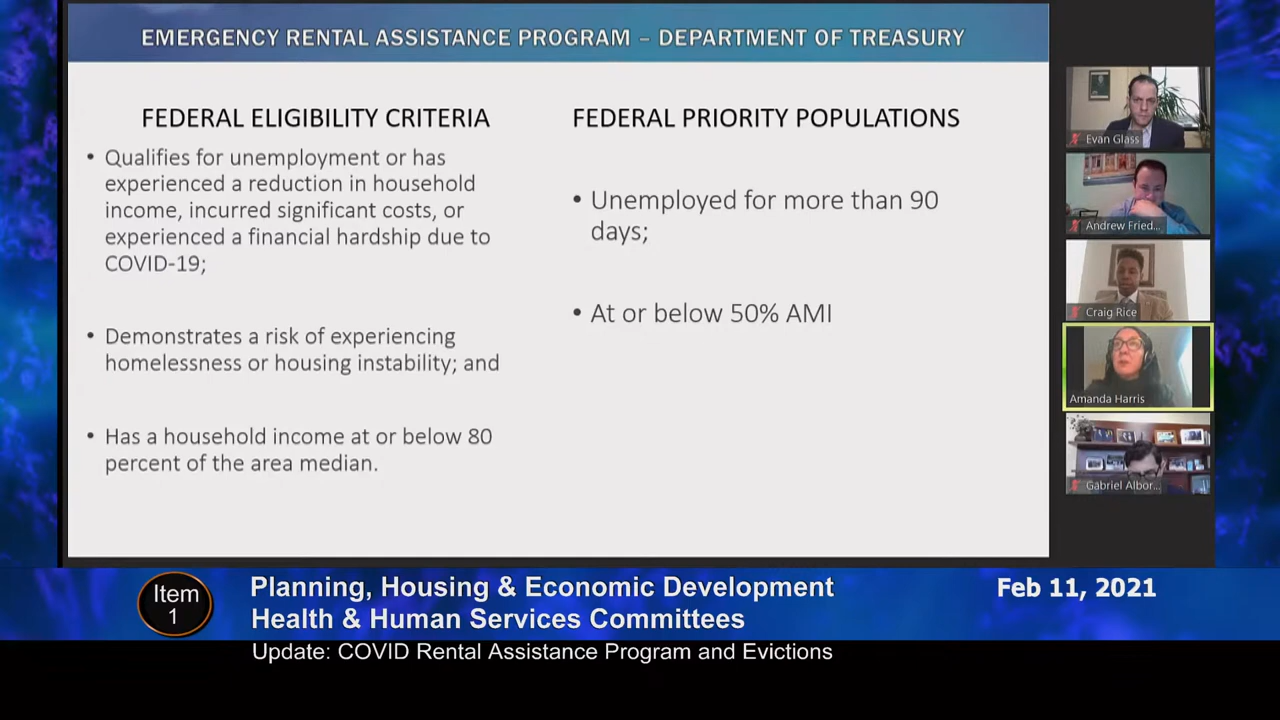 EMERGENCY RENTAL ASSISTANCE PROGRAM – DEPARTMENT OF TREASURY
FEDERAL ELIGIBILITY CRITERIA
• Qualifies for unemployment or has
experienced a reduction in household
income, incurred significant costs, or
experienced a financial hardship due to
COVID-19;
• Demonstrates a risk of experiencing
homelessness or housing instability; and
• Has a household income at or below 80
percent of the area median.
FEDERAL PRIORITY POPULATIONS
• Unemployed for more than 90
days;
• At or below 50% AMI
Evan Glass
Andrew Fried...
Craig Rice
Amanda Harris
Gabriel Albor...
Item
1
Planning, Housing & Economic Development
Health & Human Services Committees
Feb 11, 2021
Update: COVID Rental Assistance Program and Evictions